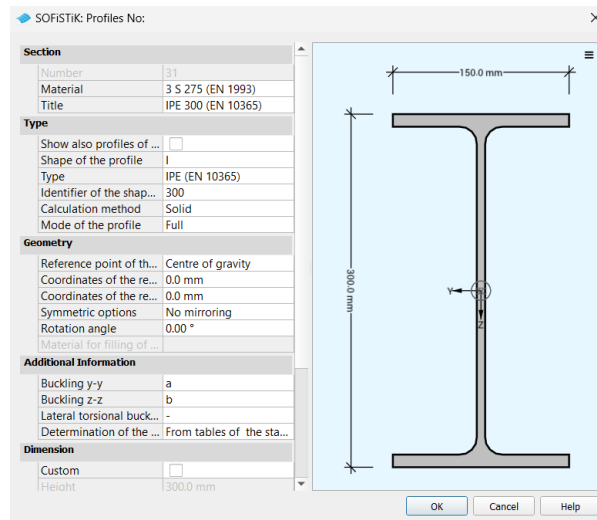 SOFiSTiK: Profiles No:
Section
Number 31
Material 3 S 275 (EN 1993)
Title IPE 300 (EN 10365)
Type
Show also profiles of ...
Shape of the profile I
Type IPE (EN 10365)
Identifier of the shap... 300
Calculation method Solid
Mode of the profile Full
Geometry
Reference point of th... Centre of gravity
Coordinates of the re... 0.0 mm
Coordinates of the re... 0.0 mm
Symmetric options No mirroring
Rotation angle 0.00 °
Material for filling of ...
Additional Information
Buckling y-y a
Buckling z-z b
Lateral torsional buck... -
Determination of the ... From tables of the sta...
Dimension
Custom
Height 300.0 mm
150.0 mm
300.0 mm
Y
Z
OK Cancel Help